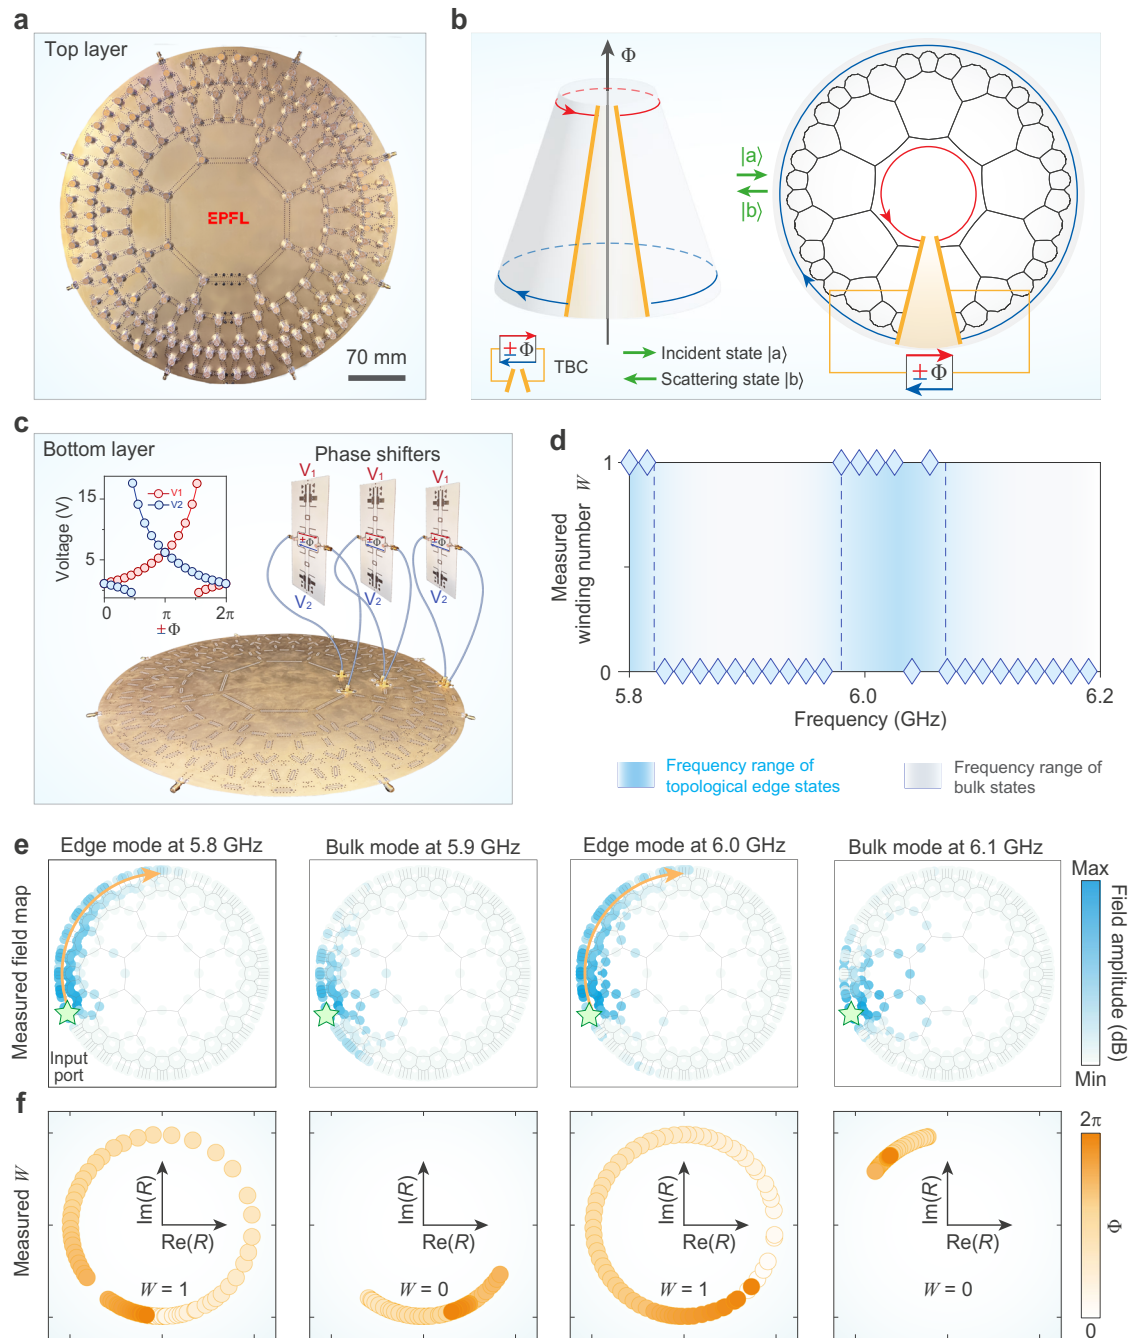 a
Top layer
EPFL
70 mm
b
Φ
|a⟩
|b⟩
± Φ
TBC
Incident state |a⟩
Scattering state |b⟩
± Φ
c
Bottom layer
Phase shifters
V1
V1
V1
±Φ
±Φ
±Φ
V2
V2
V2
Voltage (V)
15
5
V1
V2
0
π
2π
±Φ
d
Measured
winding number W
1
0
5.8
6.0
6.2
Frequency (GHz)
Frequency range of
topological edge states
Frequency range of
bulk states
e
Edge mode at 5.8 GHz
Bulk mode at 5.9 GHz
Edge mode at 6.0 GHz
Bulk mode at 6.1 GHz
Measured field map
Input
port
Max
Field amplitude (dB)
Min
f
Measured W
Im(R)
Re(R)
W = 1
Im(R)
Re(R)
W = 0
Im(R)
Re(R)
W = 1
Im(R)
Re(R)
W = 0
2π
Φ
0